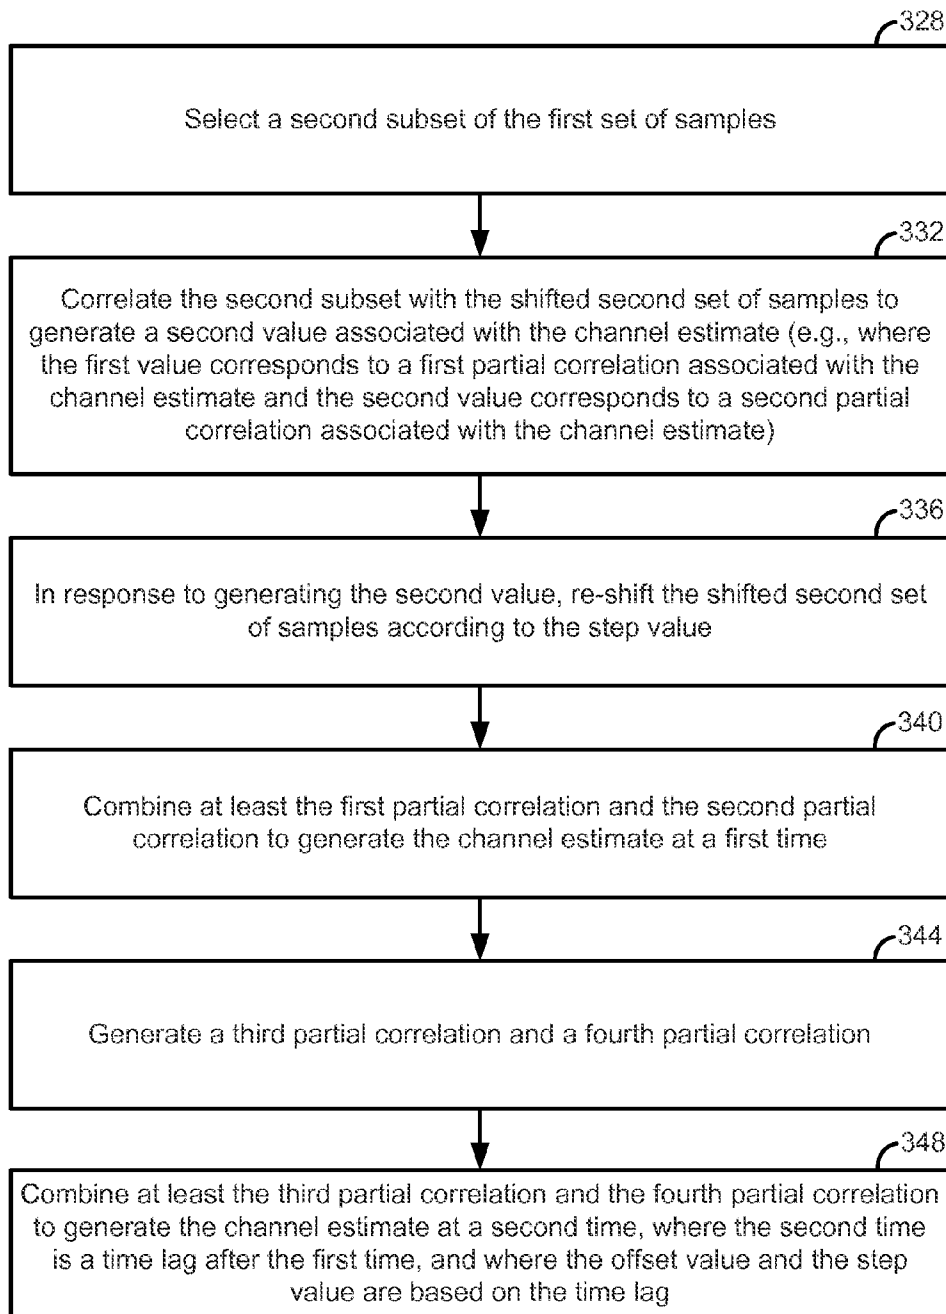 328
Select a second subset of the first set of samples
332
Correlate the second subset with the shifted second set of samples to
generate a second value associated with the channel estimate (e.g., where
the first value corresponds to a first partial correlation associated with the
channel estimate and the second value corresponds to a second partial
correlation associated with the channel estimate)
336
In response to generating the second value, re-shift the shifted second set
of samples according to the step value
340
Combine at least the first partial correlation and the second partial
correlation to generate the channel estimate at a first time
344
Generate a third partial correlation and a fourth partial correlation
348
Combine at least the third partial correlation and the fourth partial correlation
to generate the channel estimate at a second time, where the second time
is a time lag after the first time, and where the offset value and the step
value are based on the time lag